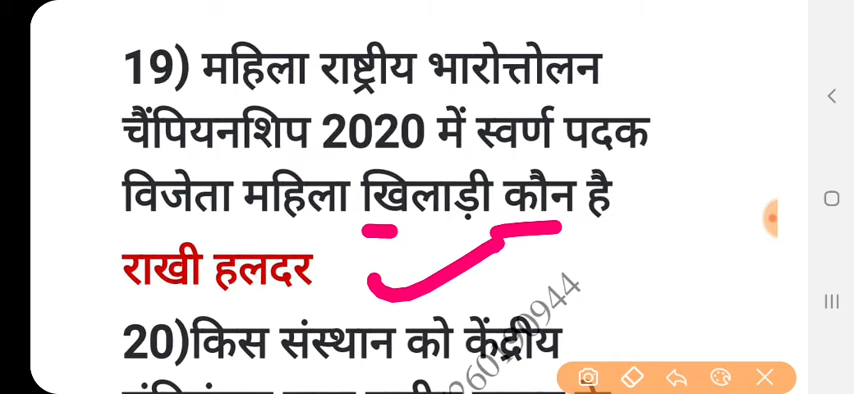 19) महिला राष्ट्रीय भारोत्तोलन
चैंपियनशिप 2020 में स्वर्ण पदक
विजेता महिला खिलाड़ी कौन है
राखी हलदर
20)किस संस्थान को केंद्रीय